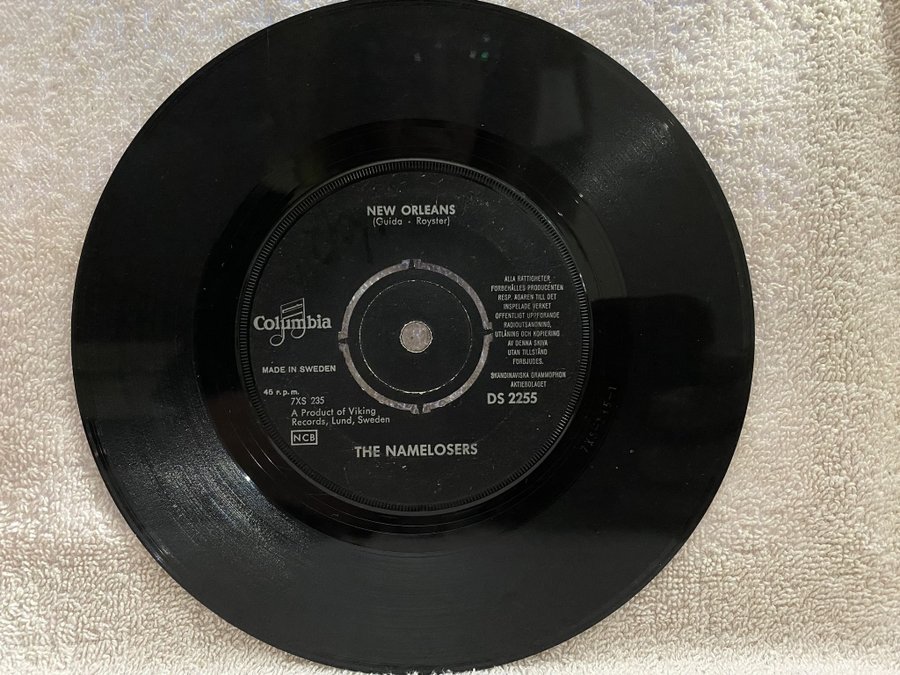 NEW ORLEANS
(Guida - Royster)
Columbia
MADE IN SWEDEN
45 r.p.m.
7XS 235
A Product of Viking
Records, Lund, Sweden
NCB
ALLA RÄTTIGHETER
FÖRBEHÅLLES PRODUCENTEN
RESP. ÄGAREN TILL DET
INSPELADE VERKET
OFFENTLIGT UPPFÖRANDE
RADIOUTSÄNDNING,
UTLÅNING OCH KOPIERING
AV DENNA SKIVA
UTAN TILLSTÅND
FÖRBJUDES.
SKANDINAVISKA GRAMMOPHON
AKTIEBOLAGET
DS 2255
THE NAMELOSERS